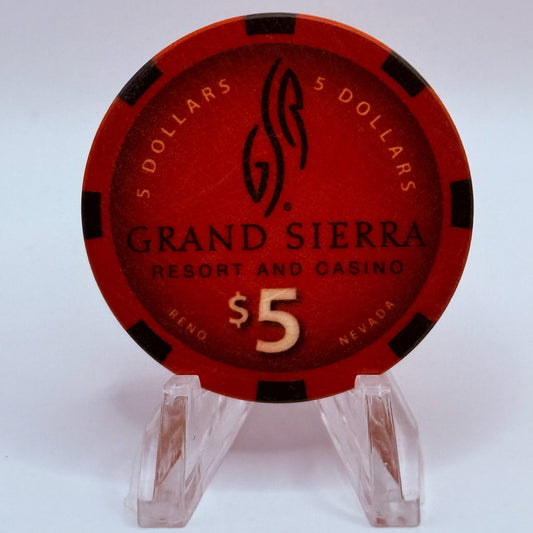 5 DOLLARS 5 DOLLARS
GSR®
GRAND SIERRA
RESORT AND CASINO
$5
RENO NEVADA